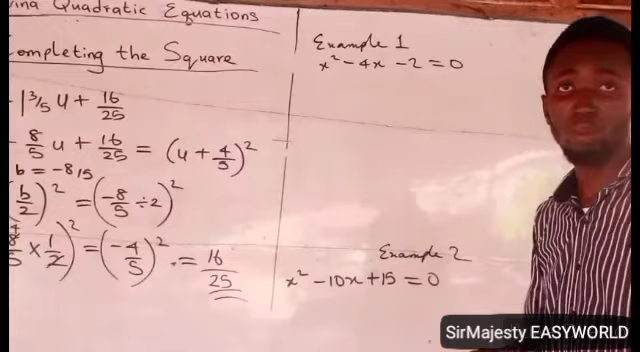 Quadratic Equations
Completing the Square
- 1 3/5 u + 16/25
- 8/5 u + 16/25 = (u + 4/5)²
b = -8/5
(b/2)² = (-8/5 ÷ 2)²
5 × 1/2)² = (-4/5)² = 16/25
Example 1
x² - 4x - 2 = 0
Example 2
x² - 10x + 15 = 0
SirMajesty EASYWORLD